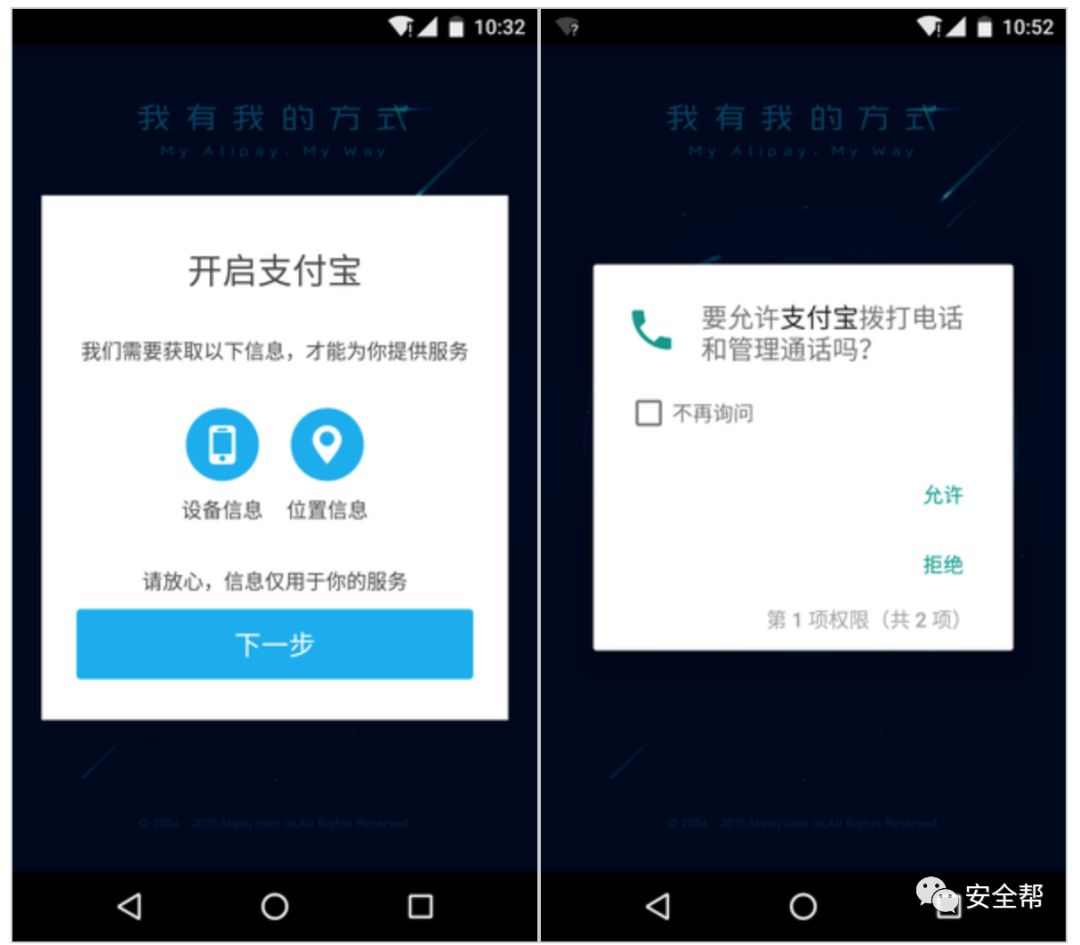 10:32
我有我的方式
My Alipay. My Way
开启支付宝
我们需要获取以下信息，才能为你提供服务
设备信息 位置信息
请放心，信息仅用于你的服务
下一步
© 2004 - 2015 Alipay.com.co.All Rights Reserved
10:52
我有我的方式
My Alipay. My Way
要允许支付宝拨打电话
和管理通话吗?
不再询问
允许
拒绝
第 1 项权限（共 2 项）
© 2004 - 2015 Alipay.com.co.All Rights Reserved
安全帮